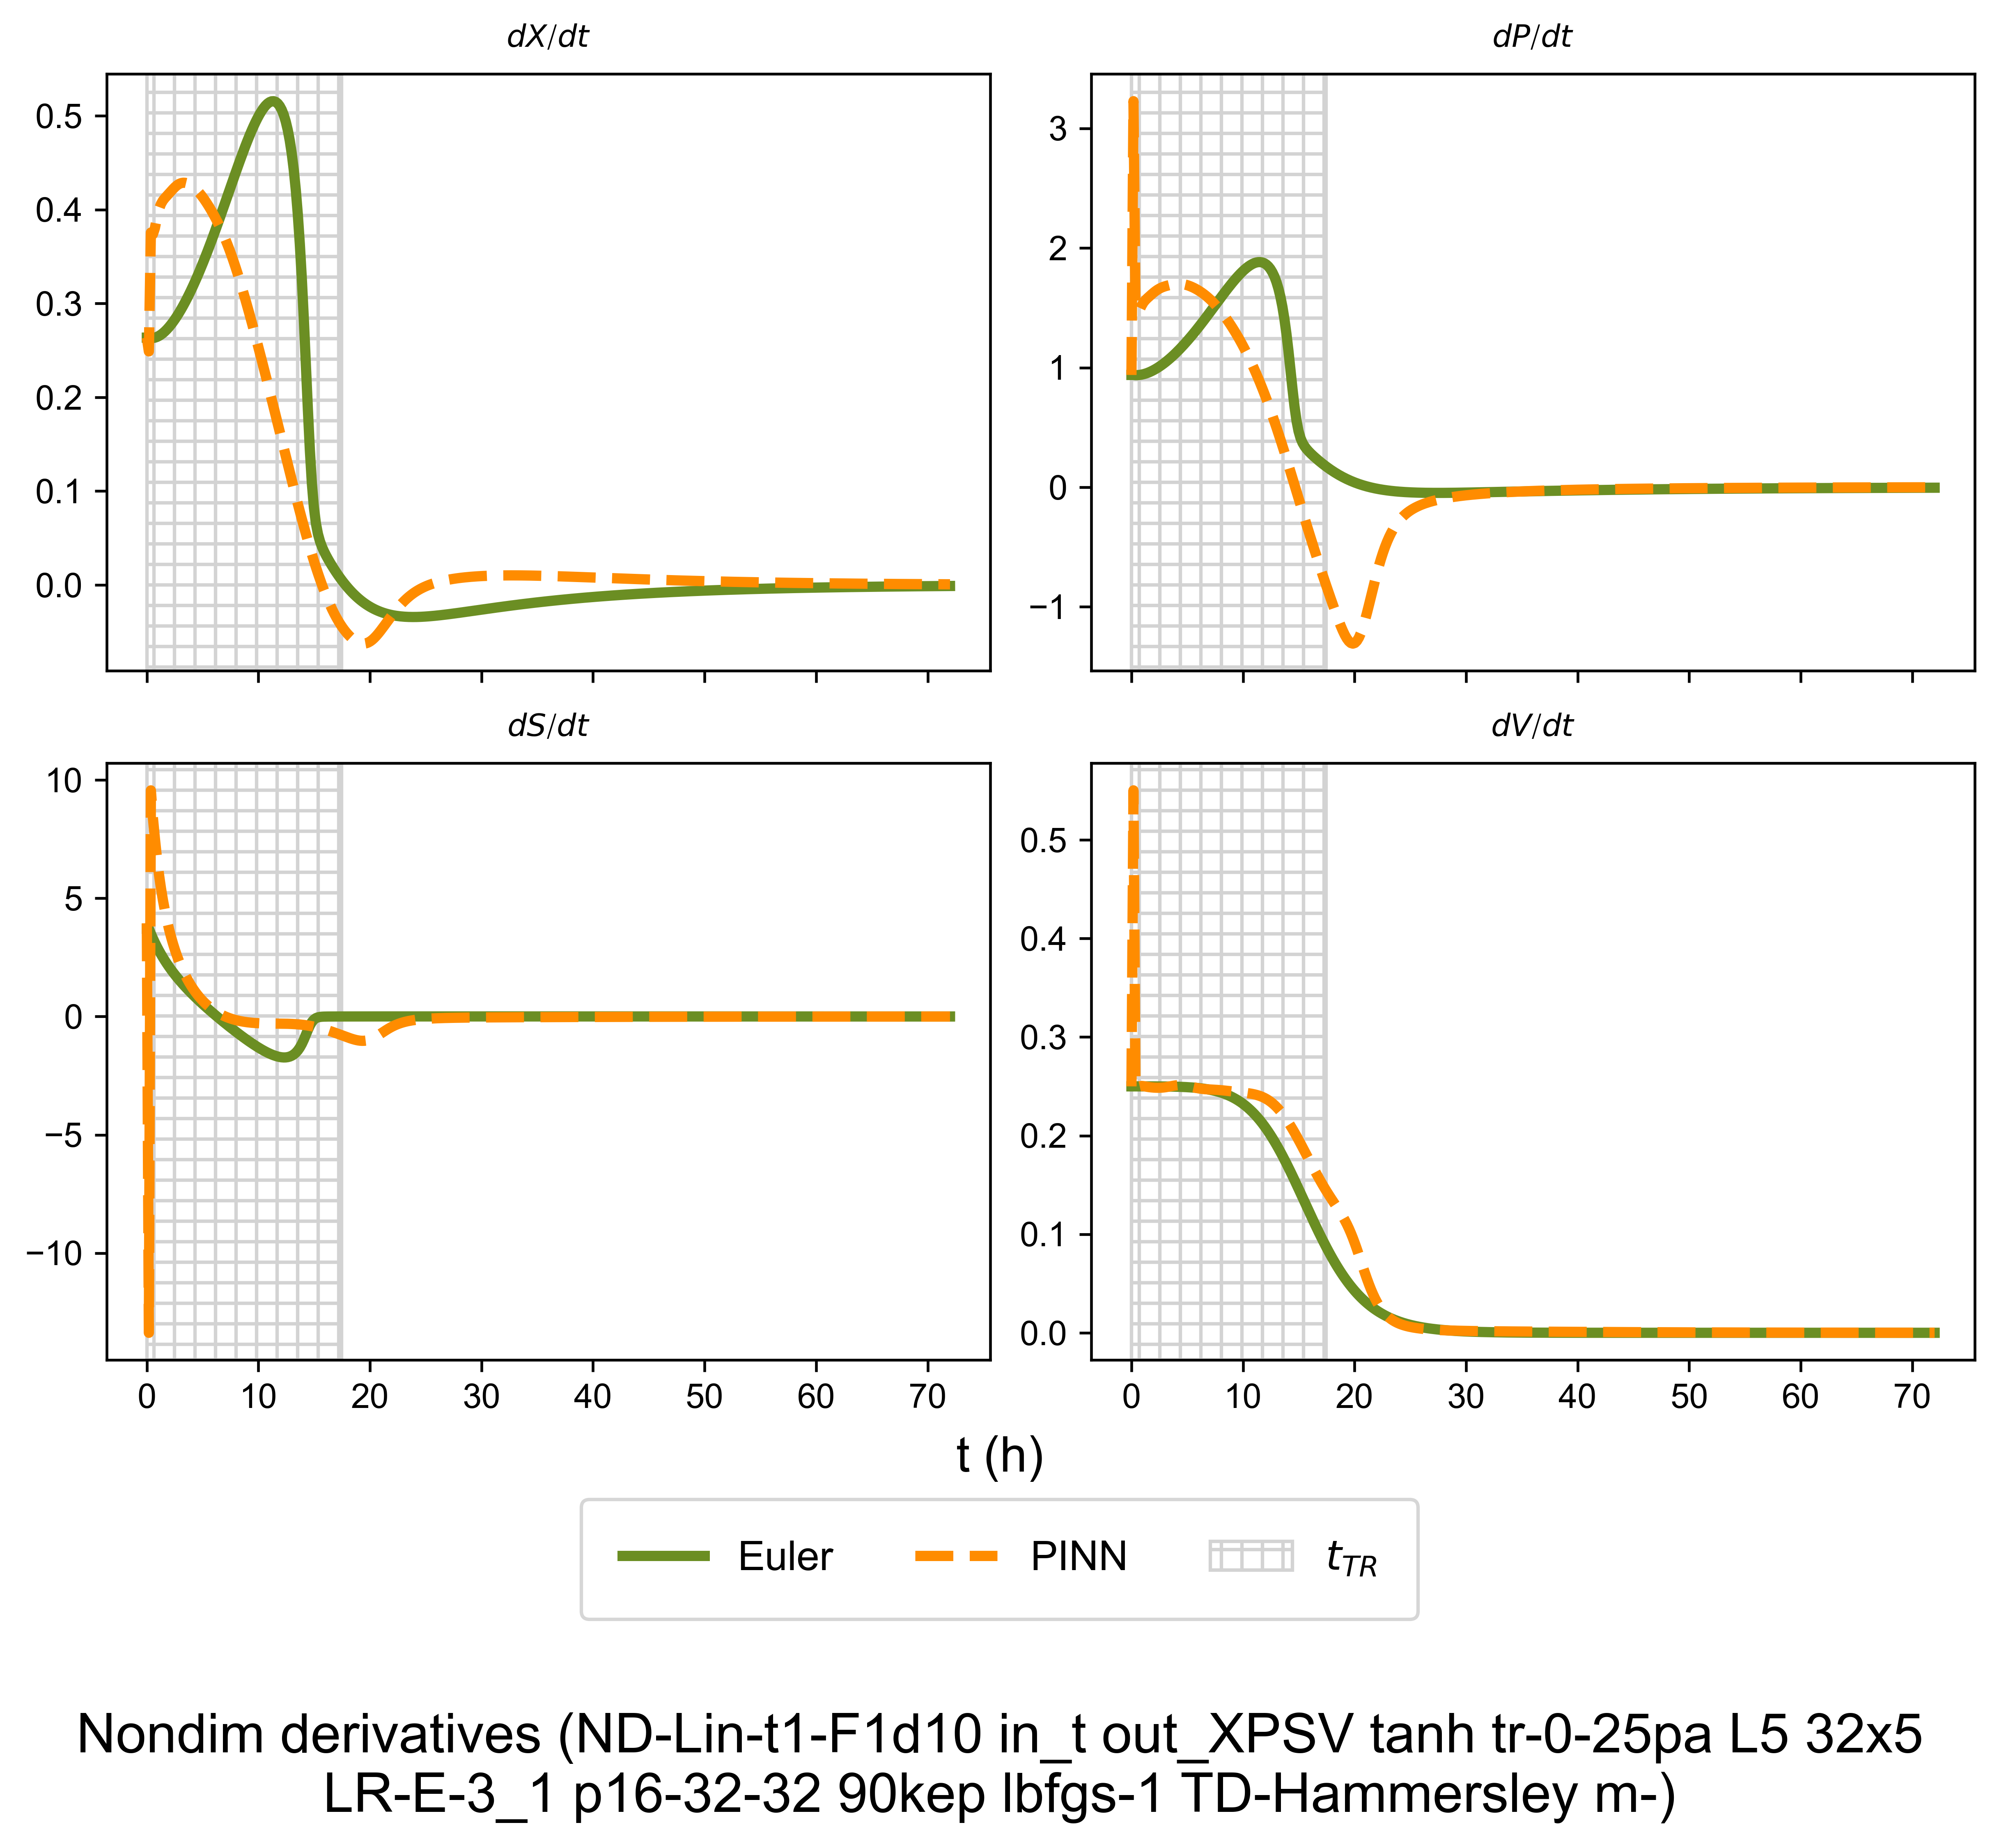 dX/dt
dP/dt
0.5
0.4
0.3
0.2
0.1
0.0
3
2
1
0
−1
dS/dt
dV/dt
10
5
0
−5
−10
0.5
0.4
0.3
0.2
0.1
0.0
0 10 20 30 40 50 60 70
0 10 20 30 40 50 60 70
t (h)
Euler PINN t_TR
Nondim derivatives (ND-Lin-t1-F1d10 in_t out_XPSV tanh tr-0-25pa L5 32x5
LR-E-3_1 p16-32-32 90kep lbfgs-1 TD-Hammersley m-)